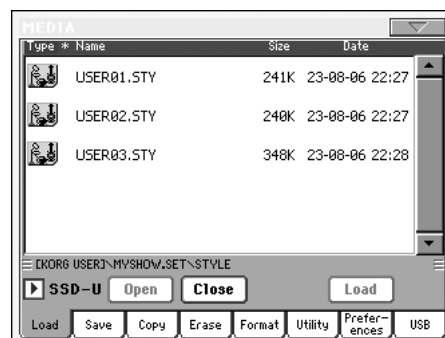 MEDIA
Type * Name Size Date
USER01.STY 241K 23-08-06 22:27
USER02.STY 240K 23-08-06 22:27
USER03.STY 348K 23-08-06 22:28
[KORG USER]\MYSHOW.SET\STYLE
SSD-U Open Close Load
Load Save Copy Erase Format Utility Prefer-
ences USB